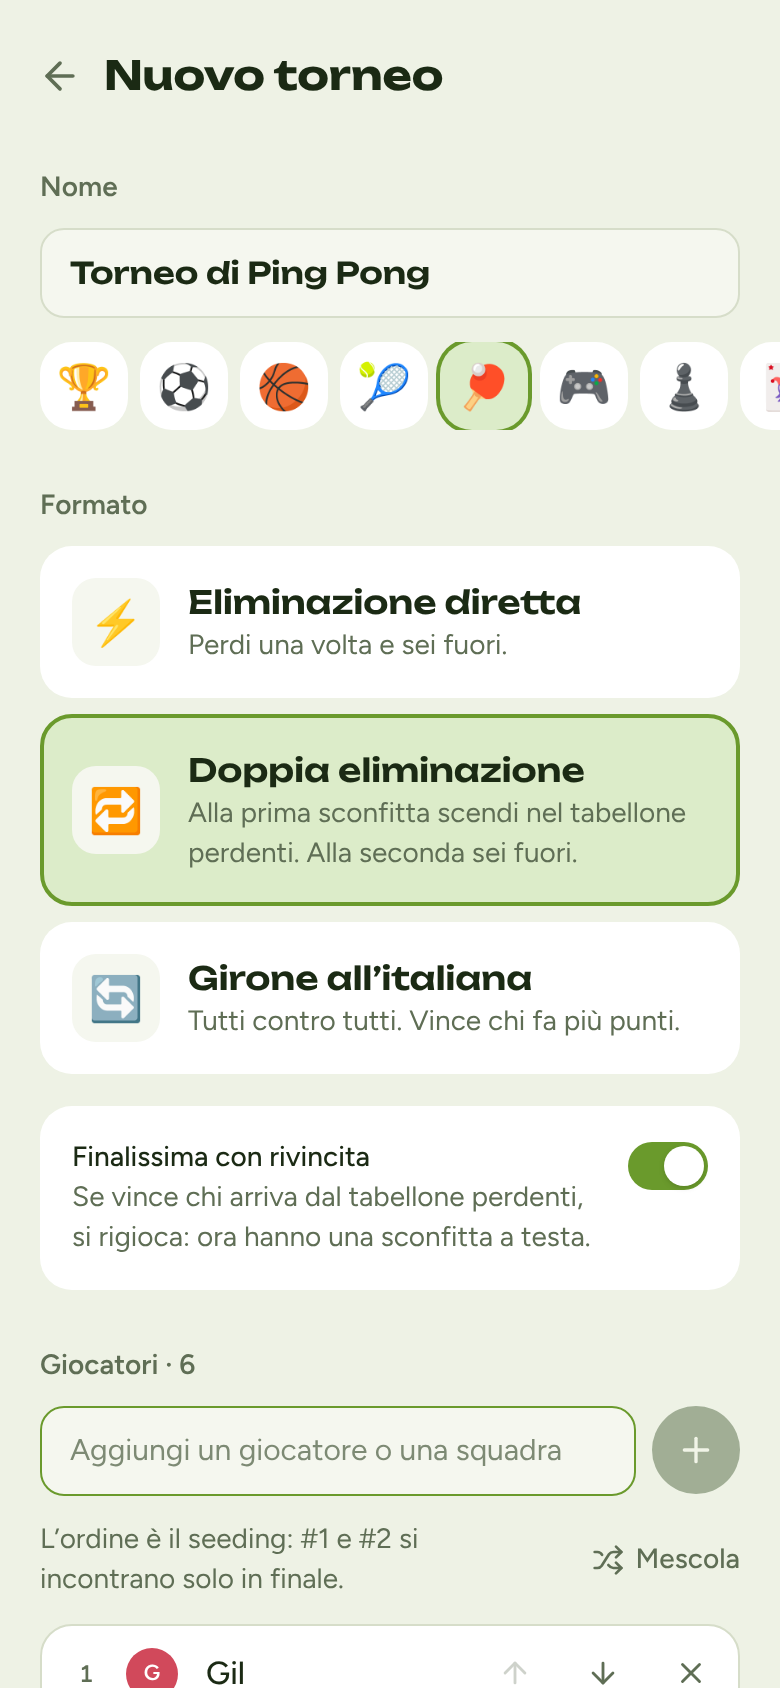 Nuovo torneo
Nome
Torneo di Ping Pong
Formato
Eliminazione diretta
Perdi una volta e sei fuori.
Doppia eliminazione
Alla prima sconfitta scendi nel tabellone
perdenti. Alla seconda sei fuori.
Girone all’italiana
Tutti contro tutti. Vince chi fa più punti.
Finalissima con rivincita
Se vince chi arriva dal tabellone perdenti,
si rigioca: ora hanno una sconfitta a testa.
Giocatori · 6
Aggiungi un giocatore o una squadra
L’ordine è il seeding: #1 e #2 si
incontrano solo in finale.
Mescola
1 G Gil